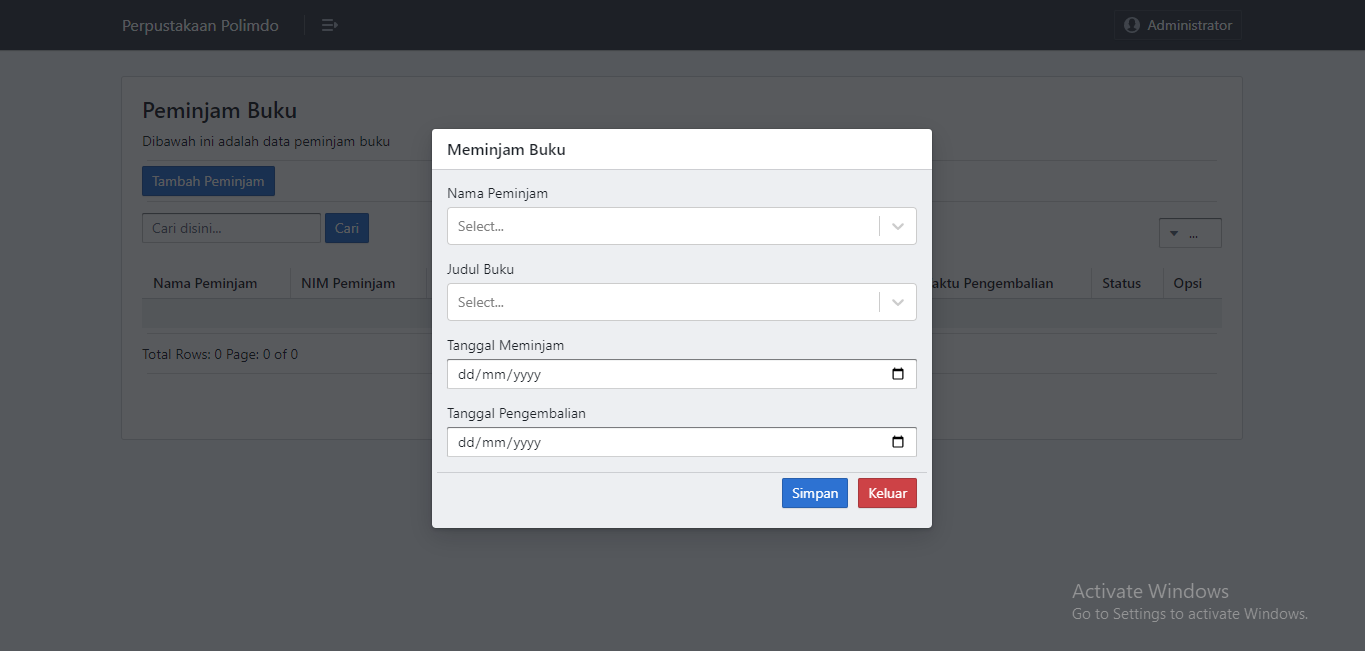 Perpustakaan Polimdo
Administrator
Peminjam Buku
Dibawah ini adalah data peminjam buku
Tambah Peminjam
Cari disini...
Cari
...
Nama Peminjam
NIM Peminjam
Pengembalian
Status
Opsi
Total Rows: 0 Page: 0 of 0
Meminjam Buku
Nama Peminjam
Select...
Judul Buku
Select...
Tanggal Meminjam
dd/mm/yyyy
Tanggal Pengembalian
dd/mm/yyyy
Simpan
Keluar
Activate Windows
Go to Settings to activate Windows.